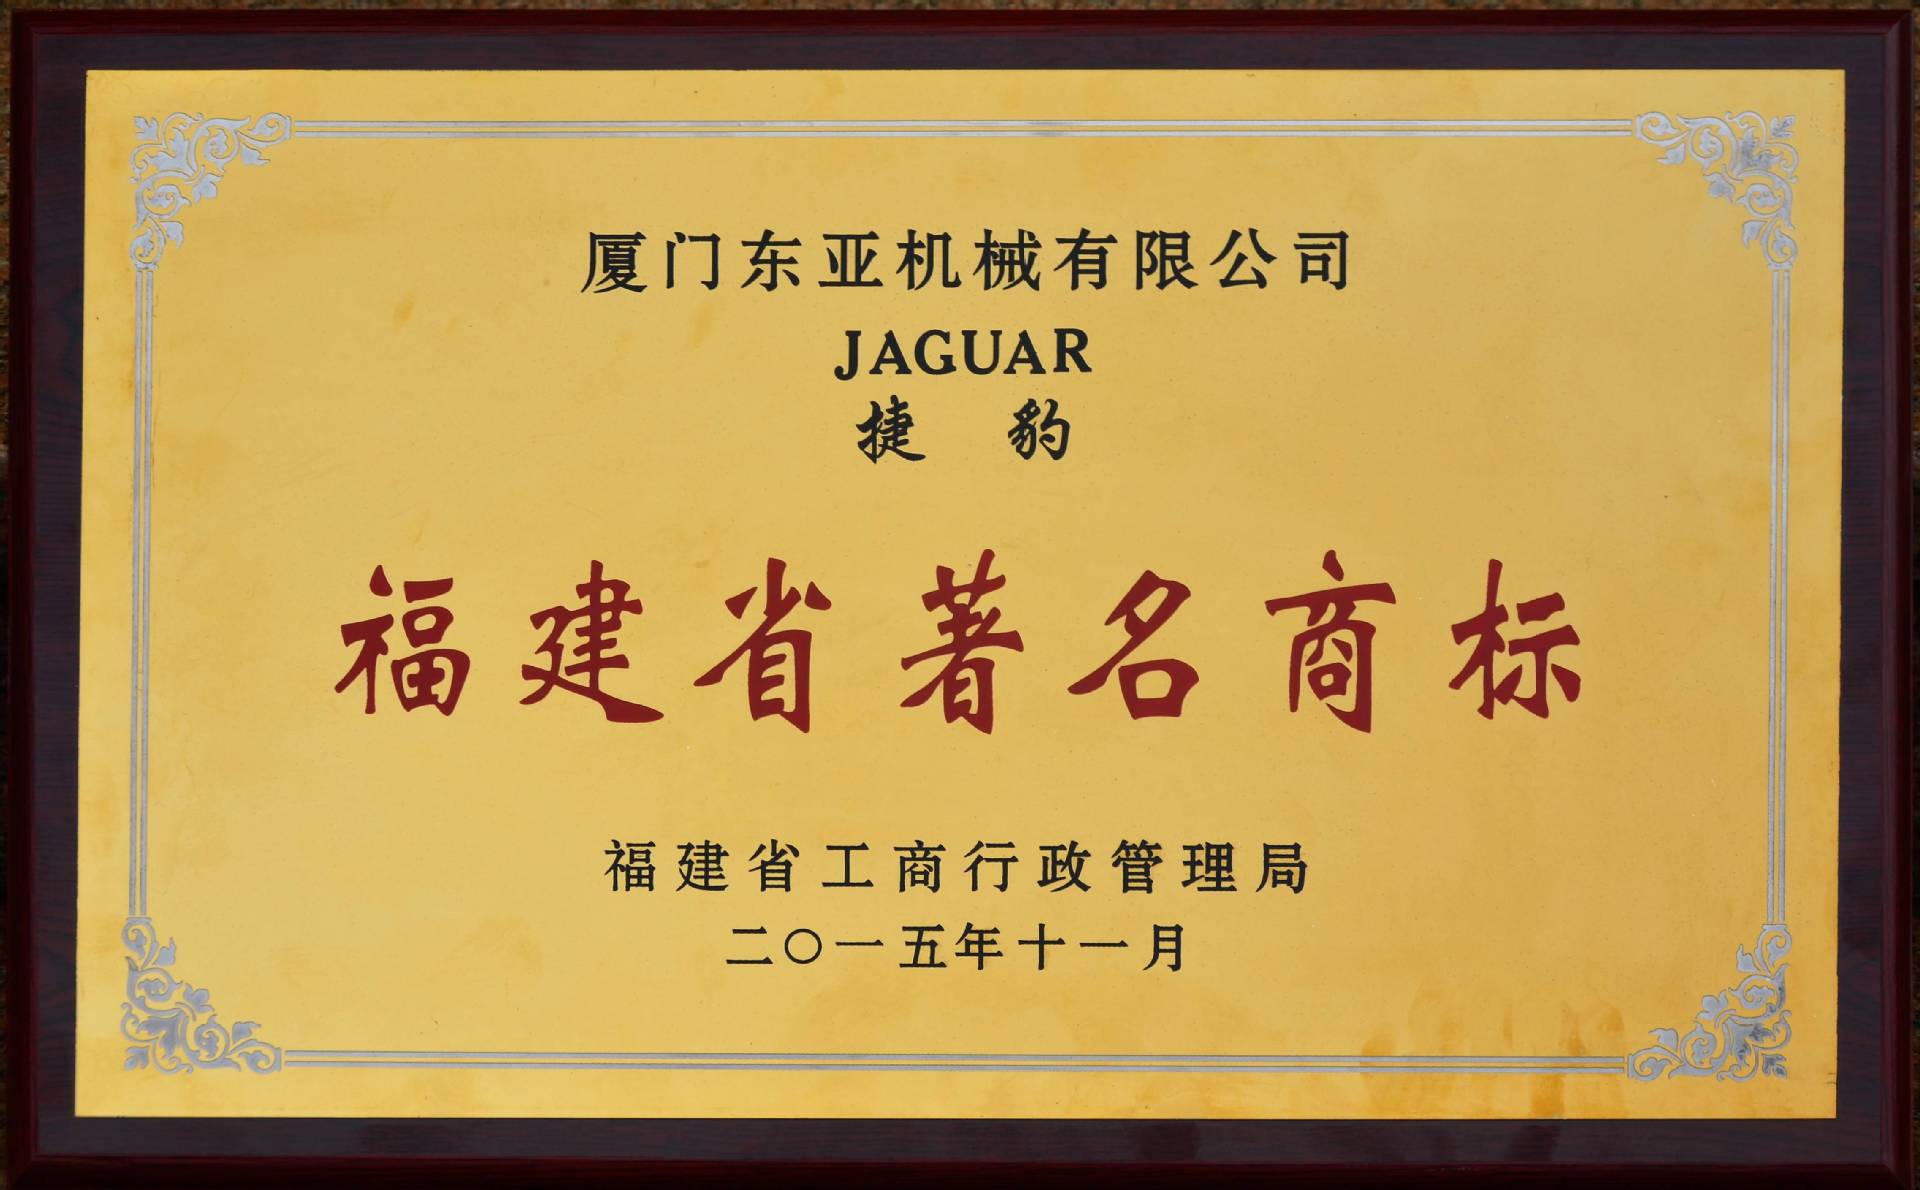 厦门东亚机械有限公司
JAGUAR
捷 豹
福建省著名商标
福建省工商行政管理局
二〇一五年十一月